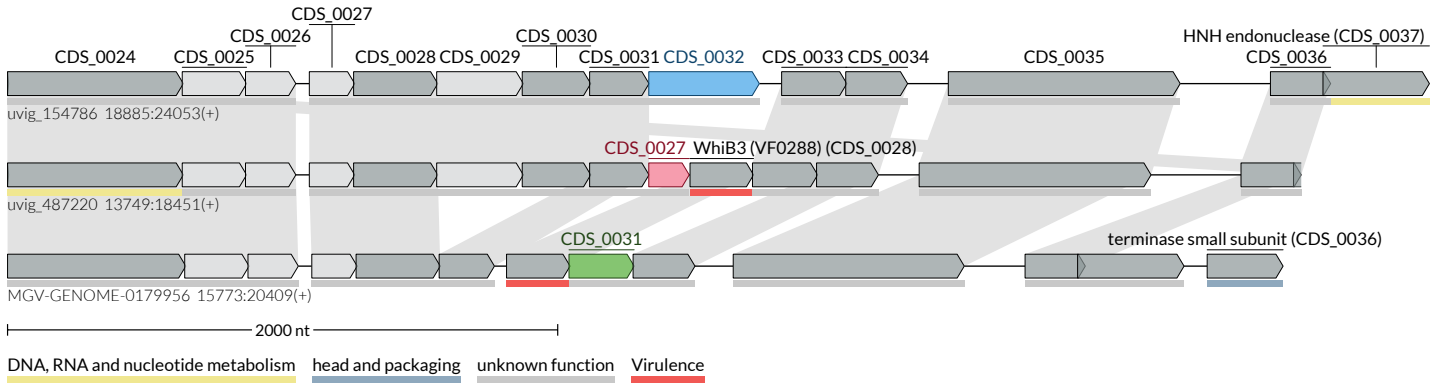 CDS_0027
CDS_0026 CDS_0030 HNH endonuclease (CDS_0037)
CDS_0024 CDS_0025 CDS_0028 CDS_0029 CDS_0031 CDS_0032 CDS_0033 CDS_0034 CDS_0035 CDS_0036
uvig_154786 18885:24053(+)
CDS_0027 WhiB3 (VF0288) (CDS_0028)
uvig_487220 13749:18451(+)
CDS_0031 terminase small subunit (CDS_0036)
MGV-GENOME-0179956 15773:20409(+)
2000 nt
DNA, RNA and nucleotide metabolism head and packaging unknown function Virulence